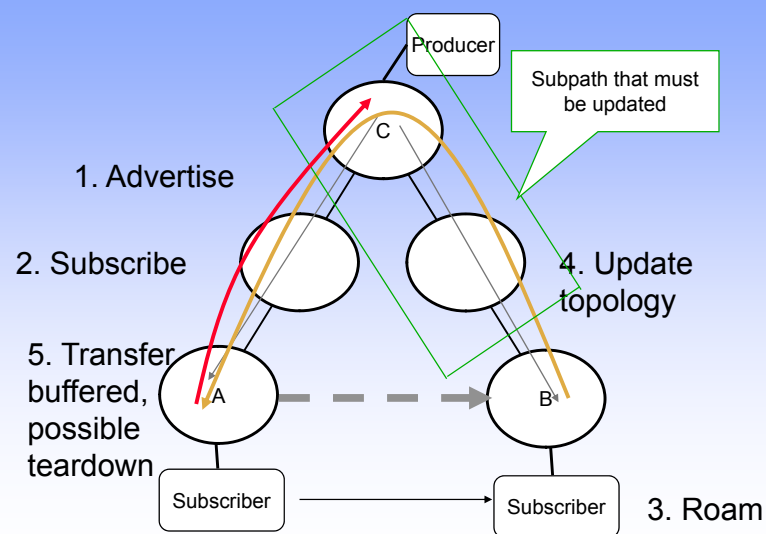 Producer
Subpath that must
be updated
C
1. Advertise
2. Subscribe
4. Update
topology
5. Transfer
buffered,
possible
teardown
A
B
Subscriber
Subscriber
3. Roam